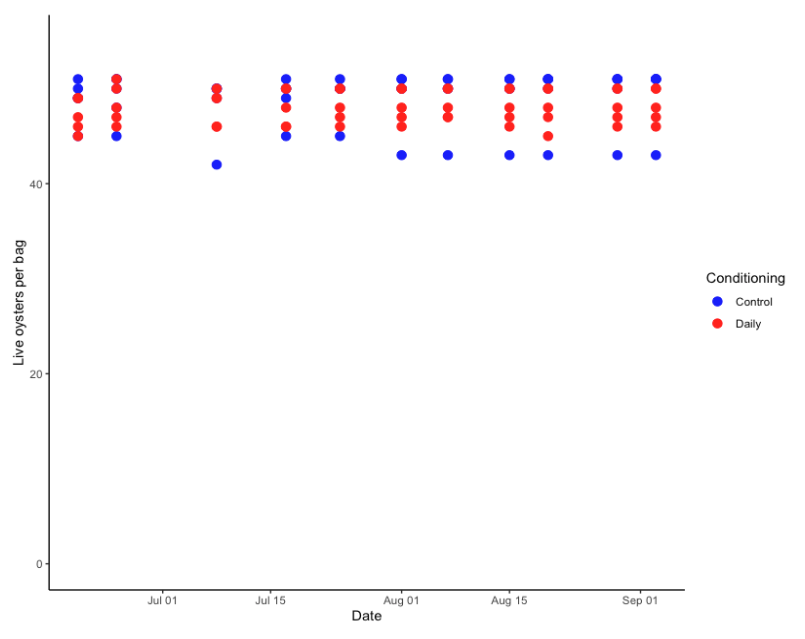 Live oysters per bag
40
20
0
Jul 01
Jul 15
Aug 01
Aug 15
Sep 01
Date
Conditioning
Control
Daily